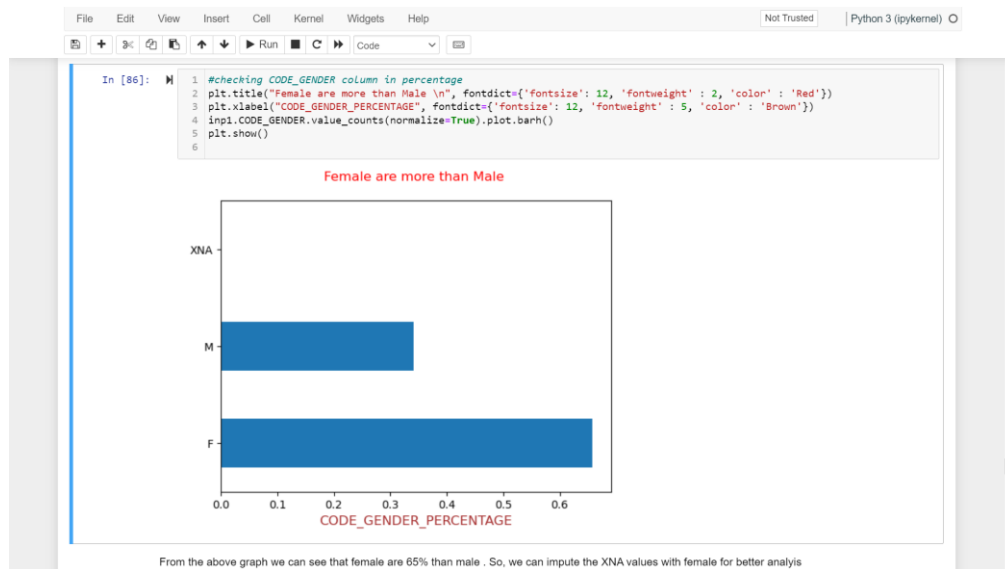 File Edit View Insert Cell Kernel Widgets Help Not Trusted Python 3 (ipykernel)
Run Code
In [86]:
1 #checking CODE_GENDER column in percentage
2 plt.title("Female are more than Male \n", fontdict={'fontsize': 12, 'fontweight' : 2, 'color' : 'Red'})
3 plt.xlabel("CODE_GENDER_PERCENTAGE", fontdict={'fontsize': 12, 'fontweight' : 5, 'color' : 'Brown'})
4 inp1.CODE_GENDER.value_counts(normalize=True).plot.barh()
5 plt.show()
6
Female are more than Male
XNA
M
F
0.0 0.1 0.2 0.3 0.4 0.5 0.6
CODE_GENDER_PERCENTAGE
From the above graph we can see that female are 65% than male . So, we can impute the XNA values with female for better analyis